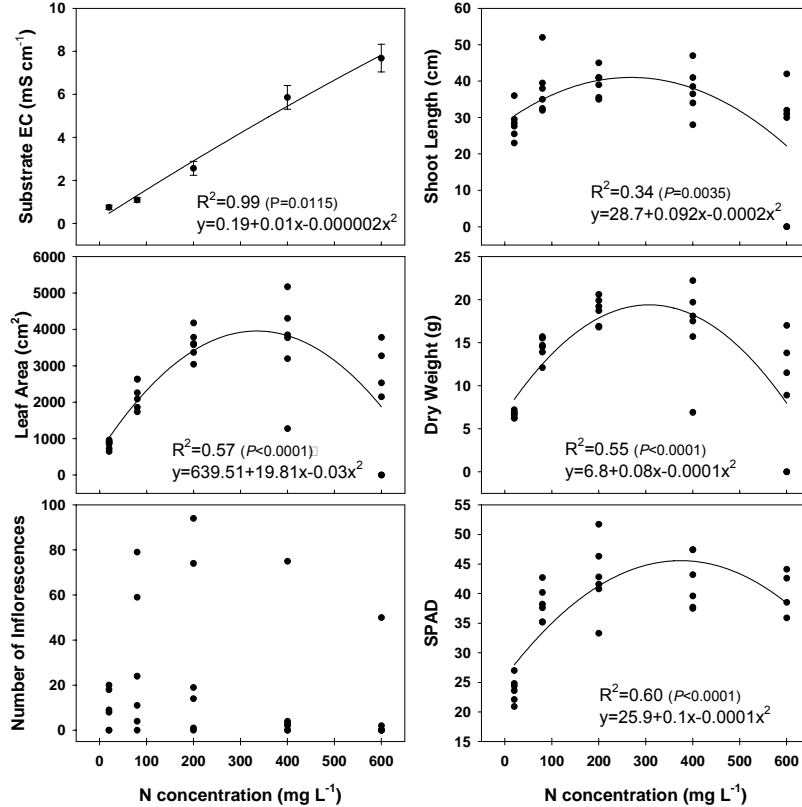 Substrate EC (mS cm⁻¹)
10
8
6
4
2
0
R²=0.99 (P=0.0115)
y=0.19+0.01x-0.000002x²
Shoot Length (cm)
60
50
40
30
20
10
0
R²=0.34 (P=0.0035)
y=28.7+0.092x-0.0002x²
Leaf Area (cm²)
6000
5000
4000
3000
2000
1000
0
R²=0.57 (P<0.0001)□
y=639.51+19.81x-0.03x²
Dry Weight (g)
25
20
15
10
5
0
R²=0.55 (P<0.0001)
y=6.8+0.08x-0.0001x²
Number of Inflorescences
100
80
60
40
20
0
0 100 200 300 400 500 600
N concentration (mg L⁻¹)
SPAD
60
55
50
45
40
35
30
25
20
15
R²=0.60 (P<0.0001)
y=25.9+0.1x-0.0001x²
0 100 200 300 400 500 600
N concentration (mg L⁻¹)